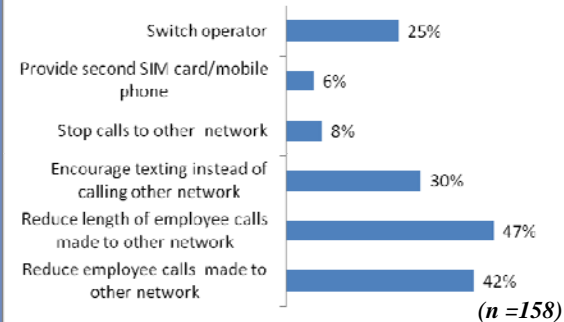 Switch operator
25%
Provide second SIM card/mobile
phone
6%
Stop calls to other network
8%
Encourage texting instead of
calling other network
30%
Reduce length of employee calls
made to other network
47%
Reduce employee calls made to
other network
42%
(n =158)